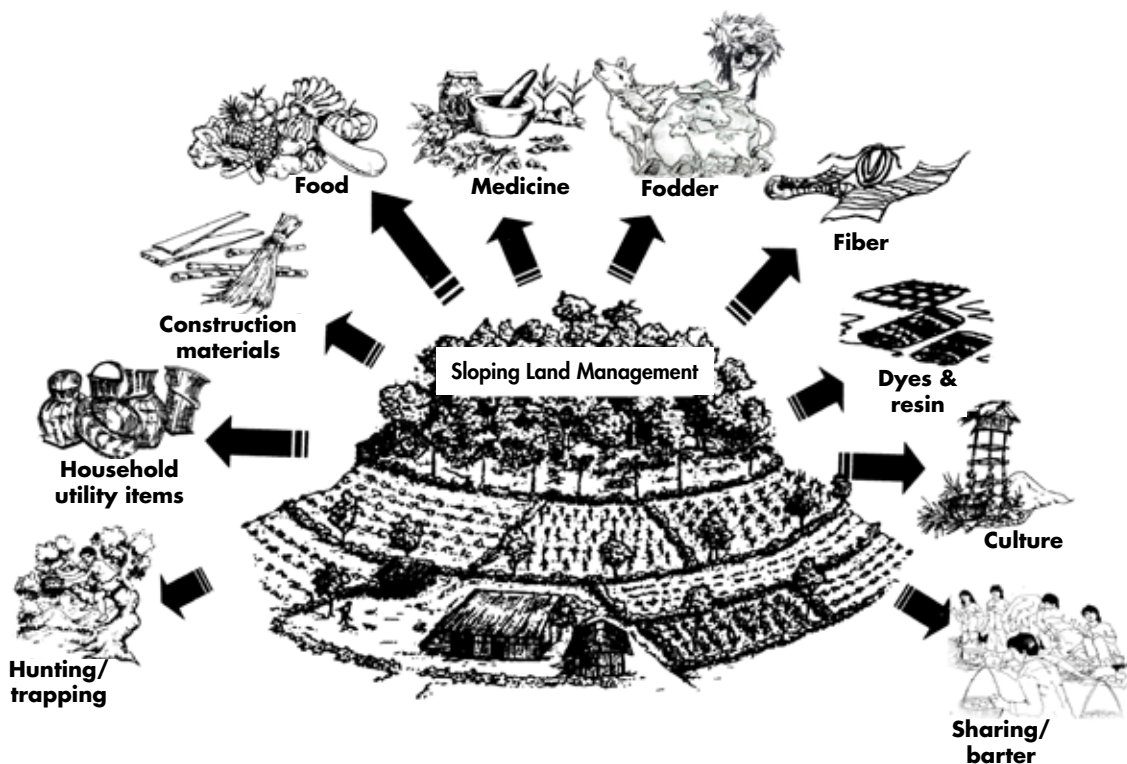 Food
Medicine
Fodder
Fiber
Construction
materials
Sloping Land Management
Dyes &
resin
Household
utility items
Culture
Hunting/
trapping
Sharing/
barter